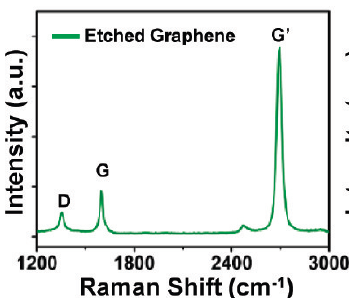 Etched Graphene
G'
G
D
Intensity (a.u.)
1200 1800 2400 3000
Raman Shift (cm-1)